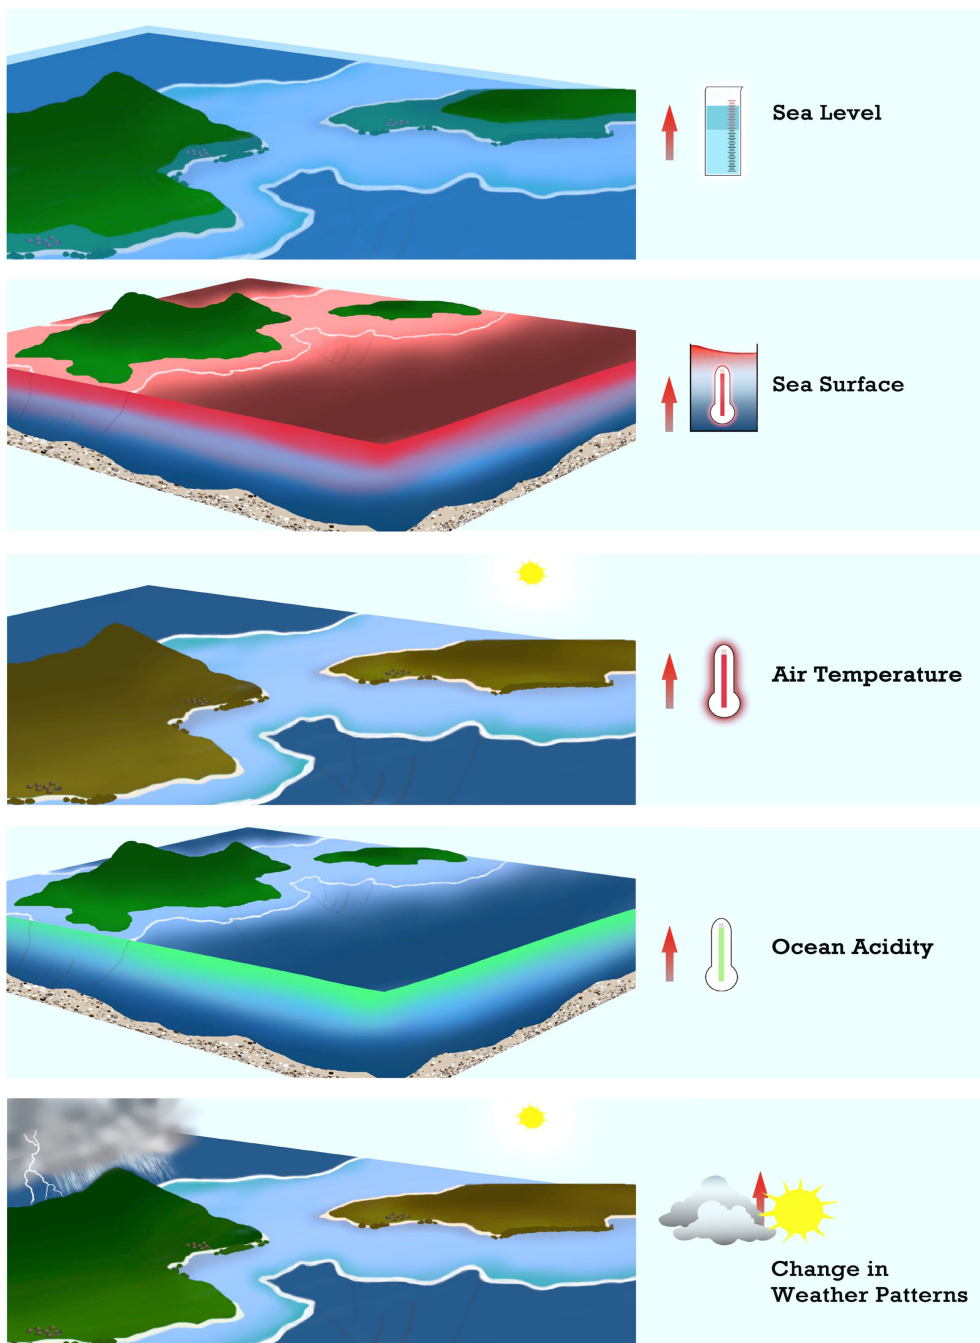 Sea Level
Sea Surface
Air Temperature
Ocean Acidity
Change in
Weather Patterns